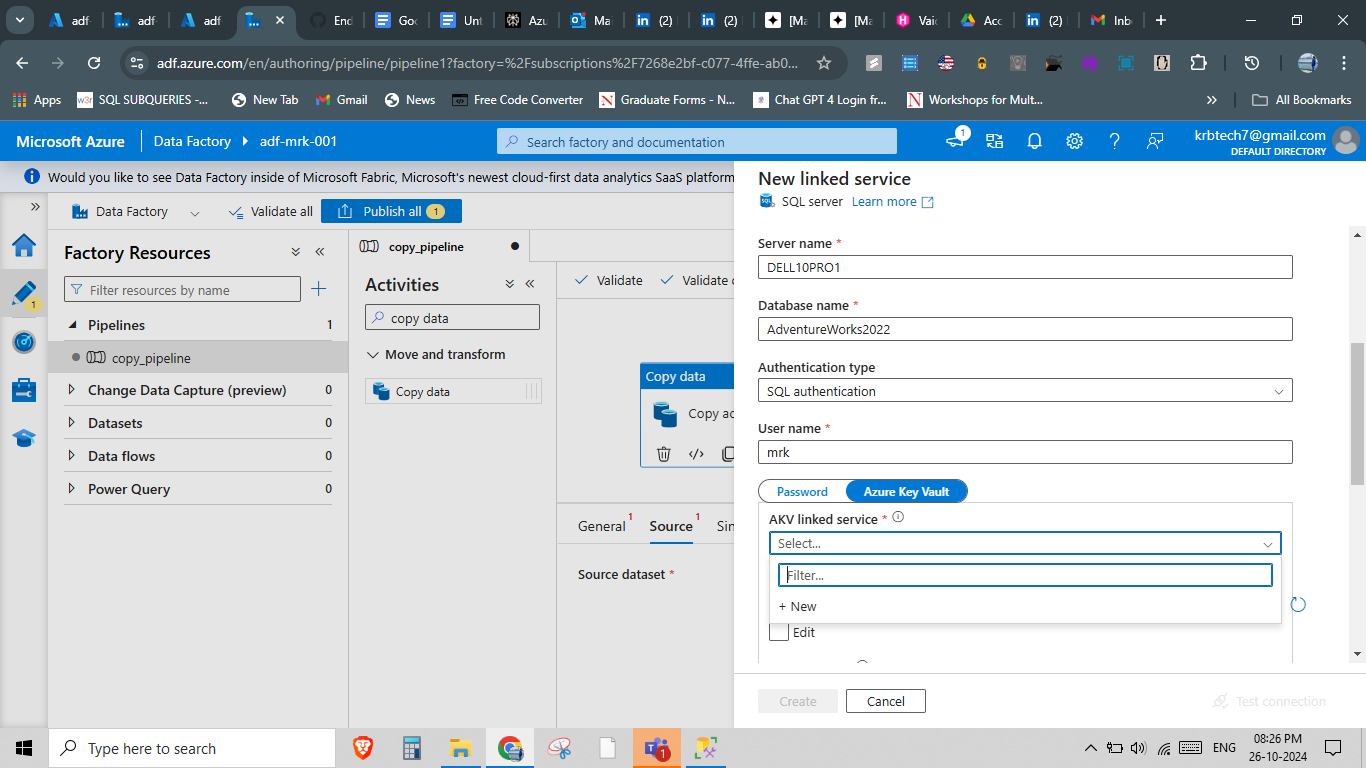 adf-
adf-
adf
End
Goo
Unt
Azu
Ma
(2)
(2)
[Ma
[Ma
Vaid
Acc
(2)
Inb
adf.azure.com/en/authoring/pipeline/pipeline1?factory=%2Fsubscriptions%2F7268e2bf-c077-4ffe-ab0...
Apps
SQL SUBQUERIES -...
New Tab
Gmail
News
Free Code Converter
Graduate Forms - N...
Chat GPT 4 Login fr...
Workshops for Mult...
»
All Bookmarks
Microsoft Azure
Data Factory
adf-mrk-001
Search factory and documentation
1
krbtech7@gmail.com
DEFAULT DIRECTORY
Would you like to see Data Factory inside of Microsoft Fabric, Microsoft's newest cloud-first data analytics SaaS platform
Data Factory
Validate all
Publish all 1
Factory Resources
Filter resources by name
Pipelines 1
copy_pipeline
Change Data Capture (preview) 0
Datasets 0
Data flows 0
Power Query 0
1
copy_pipeline
Activities
copy data
Move and transform
Copy data
Validate
Validate
Copy data
Copy ac
General 1
Source 1
Sin
Source dataset *
New linked service
SQL server Learn more
Server name *
DELL10PRO1
Database name *
AdventureWorks2022
Authentication type
SQL authentication
User name *
mrk
Password
Azure Key Vault
AKV linked service *
Select...
Filter...
+ New
Edit
Create
Cancel
Test connection
Type here to search
1
ENG
08:26 PM
26-10-2024